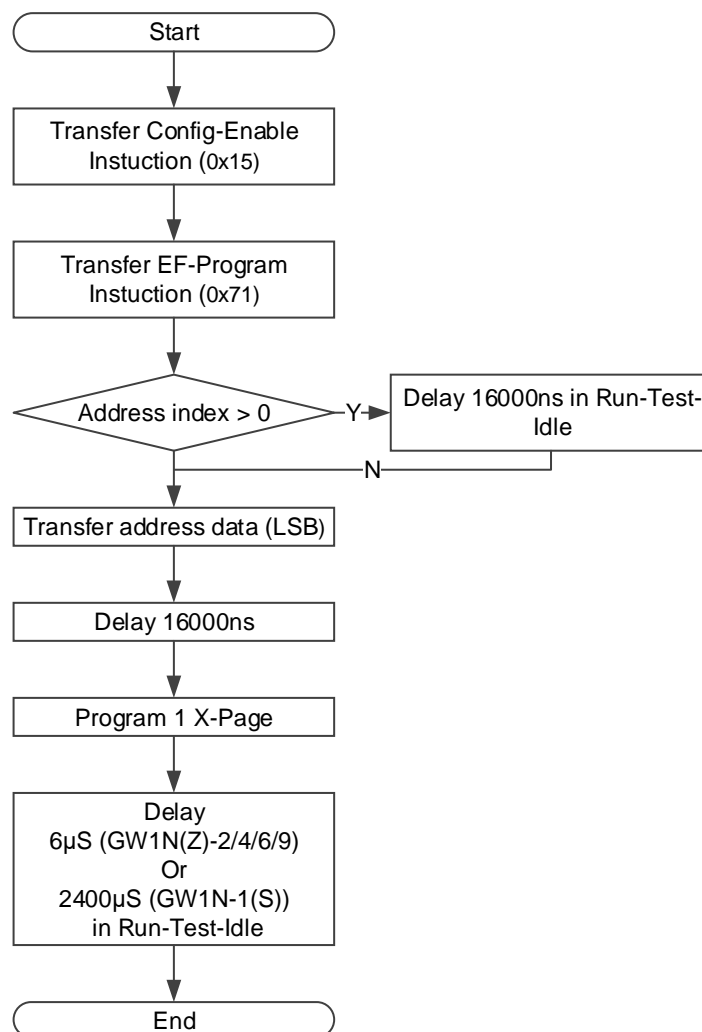 Start
Transfer Config-Enable
Instuction (0x15)
Transfer EF-Program
Instuction (0x71)
Address index > 0
Y
Delay 16000ns in Run-Test-
Idle
N
Transfer address data (LSB)
Delay 16000ns
Program 1 X-Page
Delay
6µS (GW1N(Z)-2/4/6/9)
Or
2400µS (GW1N-1(S))
in Run-Test-Idle
End